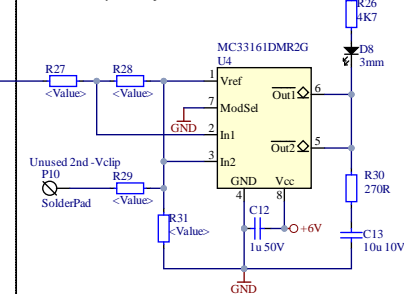 R26
4K7
MC33161DMR2G
U4
D8
3mm
R27
<Value>
R28
<Value>
1
Vref
7
ModSel
GND
2
In1
3
In2
Out1
6
Out2
5
GND
4
Vcc
8
Unused 2nd -Vclip
P10
SolderPad
R29
<Value>
R31
<Value>
C12
1u 50V
+6V
R30
270R
C13
10u 10V
GND